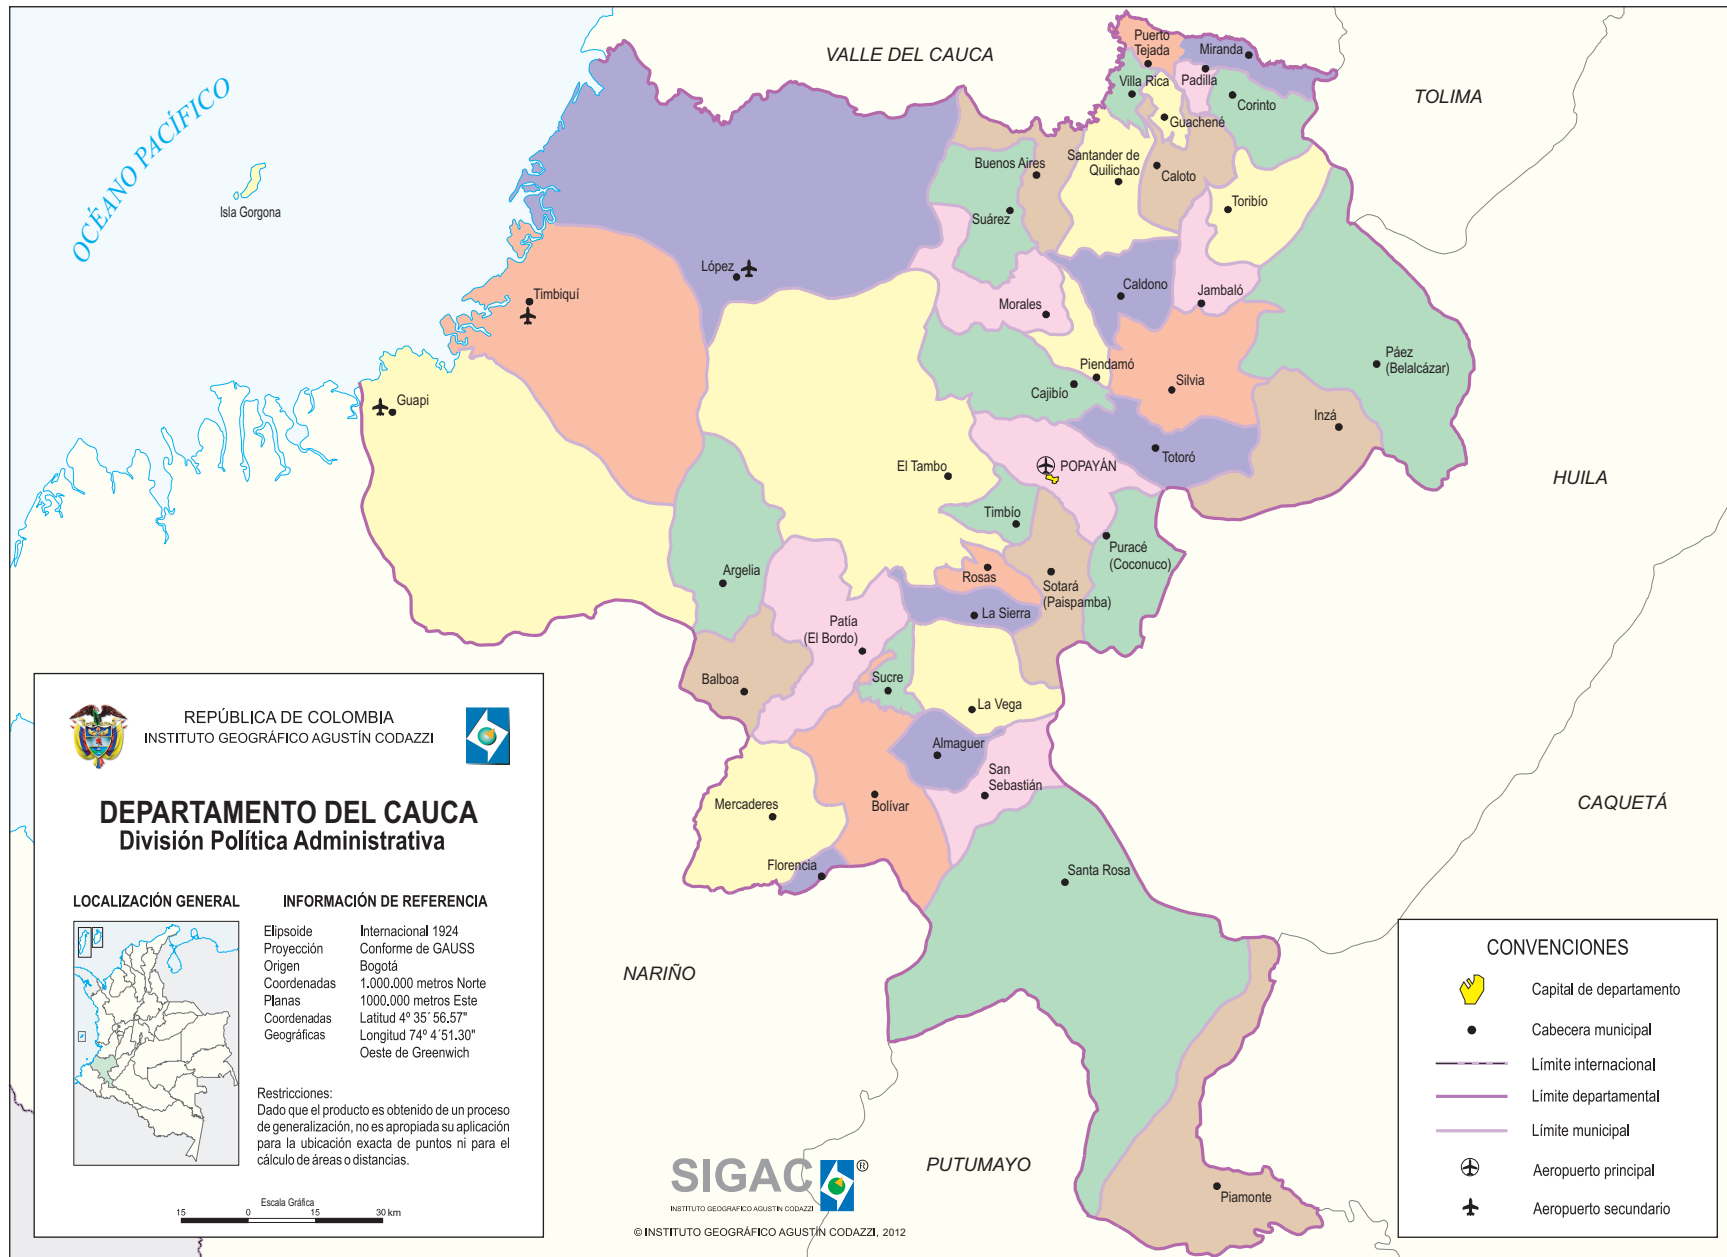 VALLE DEL CAUCA
TOLIMA
HUILA
CAQUETÁ
NARIÑO
PUTUMAYO
OCÉANO PACÍFICO
Isla Gorgona
Puerto
Tejada
Miranda
Villa Rica
Padilla
Corinto
Guachené
Buenos Aires
Santander de
Quilichao
Caloto
Toribío
Suárez
López
Timbiquí
Caldono
Jambaló
Morales
Páez
(Belalcázar)
Piendamó
Silvia
Cajibío
Guapi
Inzá
El Tambo
POPAYÁN
Totoró
Timbío
Puracé
(Coconuco)
Argelia
Rosas
Sotará
(Paispamba)
La Sierra
Patía
(El Bordo)
Balboa
Sucre
La Vega
Almaguer
San
Sebastián
Mercaderes
Bolívar
Florencia
Santa Rosa
Piamonte
REPÚBLICA DE COLOMBIA
INSTITUTO GEOGRÁFICO AGUSTÍN CODAZZI
DEPARTAMENTO DEL CAUCA
División Política Administrativa
LOCALIZACIÓN GENERAL
INFORMACIÓN DE REFERENCIA
Elipsoide Internacional 1924
Proyección Conforme de GAUSS
Origen Bogotá
Coordenadas 1.000.000 metros Norte
Planas 1000.000 metros Este
Coordenadas Latitud 4º 35´ 56.57"
Geográficas Longitud 74º 4´51.30"
Oeste de Greenwich
Restricciones:
Dado que el producto es obtenido de un proceso
de generalización, no es apropiada su aplicación
para la ubicación exacta de puntos ni para el
cálculo de áreas o distancias.
Escala Gráfica
15 0 15 30 km
SIGAC ®
INSTITUTO GEOGRAFICO AGUSTIN CODAZZI
© INSTITUTO GEOGRÁFICO AGUSTÍN CODAZZI, 2012
CONVENCIONES
Capital de departamento
Cabecera municipal
Límite internacional
Límite departamental
Límite municipal
Aeropuerto principal
Aeropuerto secundario